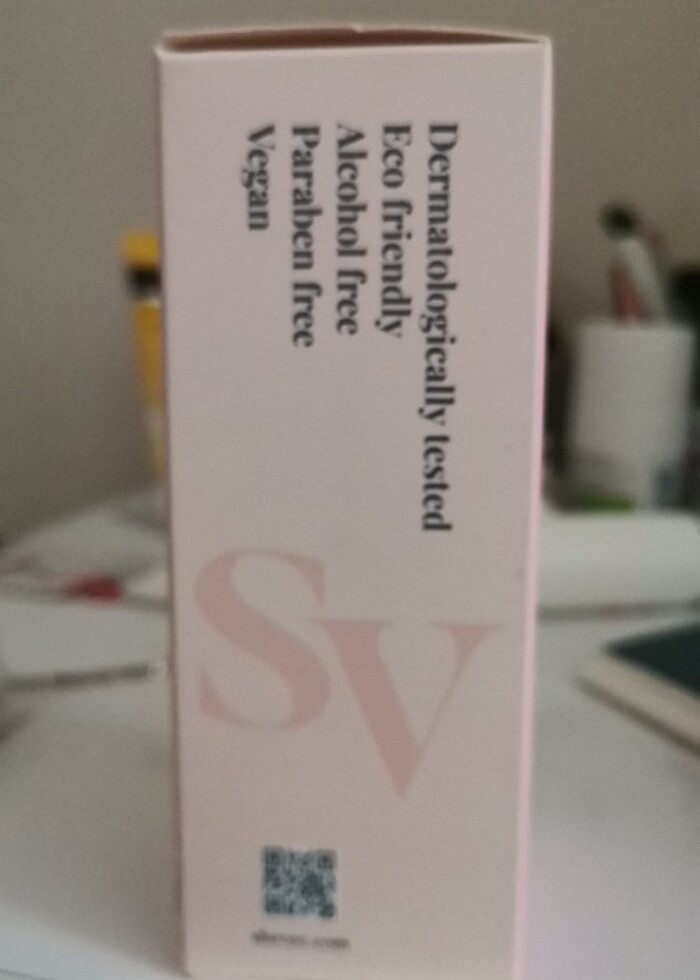 Dermatologically tested
Eco friendly
Alcohol free
Paraben free
Vegan
SV